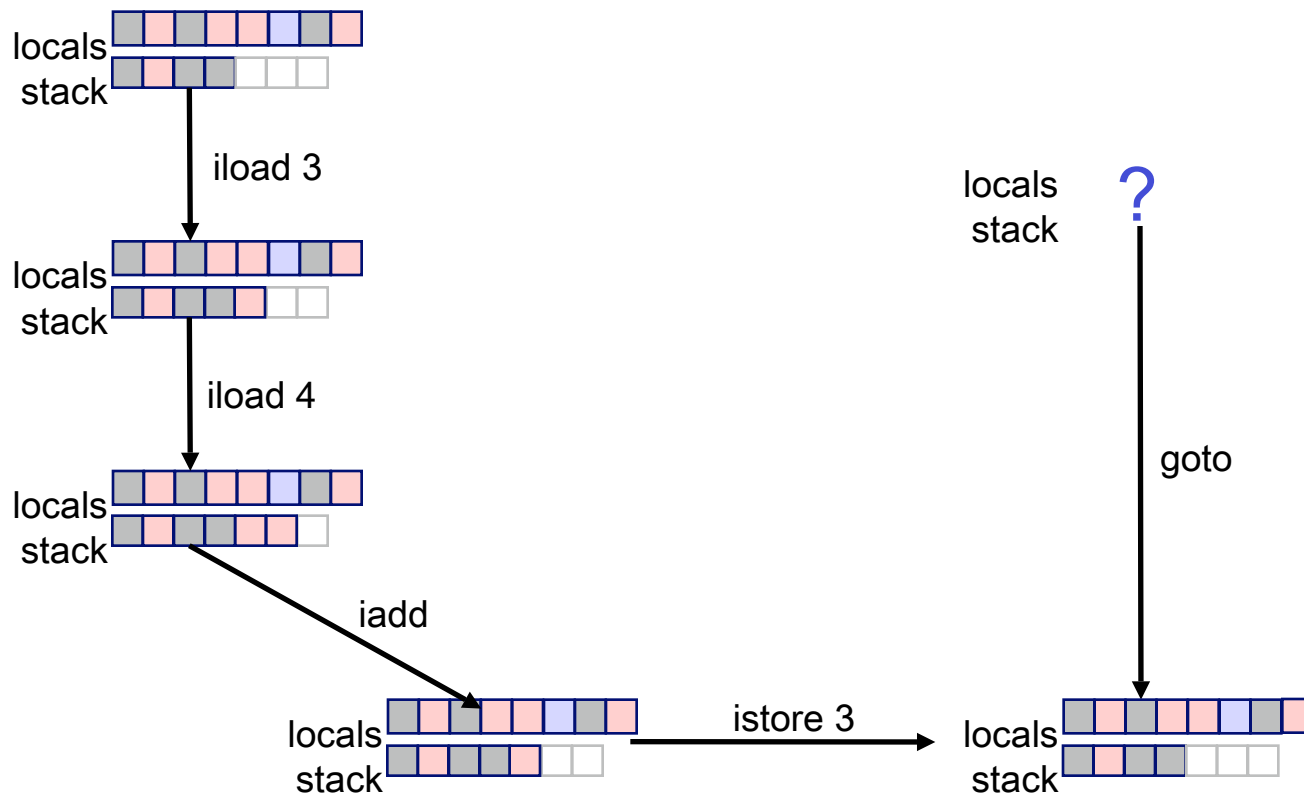 locals
stack
iload 3
locals
stack
?
locals
stack
iload 4
goto
locals
stack
iadd
istore 3
locals
stack
locals
stack